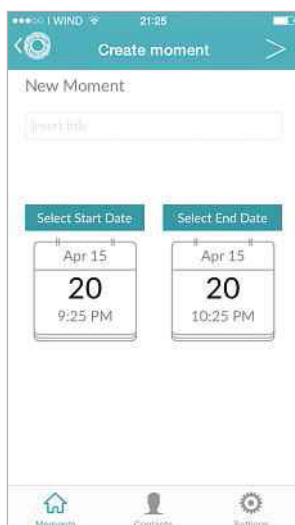 I WIND 21:25
Create moment
New Moment
Insert title
Select Start Date Select End Date
Apr 15 Apr 15
20 20
9:25 PM 10:25 PM
Moments Contacts Settings